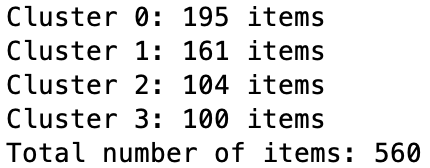 Cluster 0: 195 items
Cluster 1: 161 items
Cluster 2: 104 items
Cluster 3: 100 items
Total number of items: 560